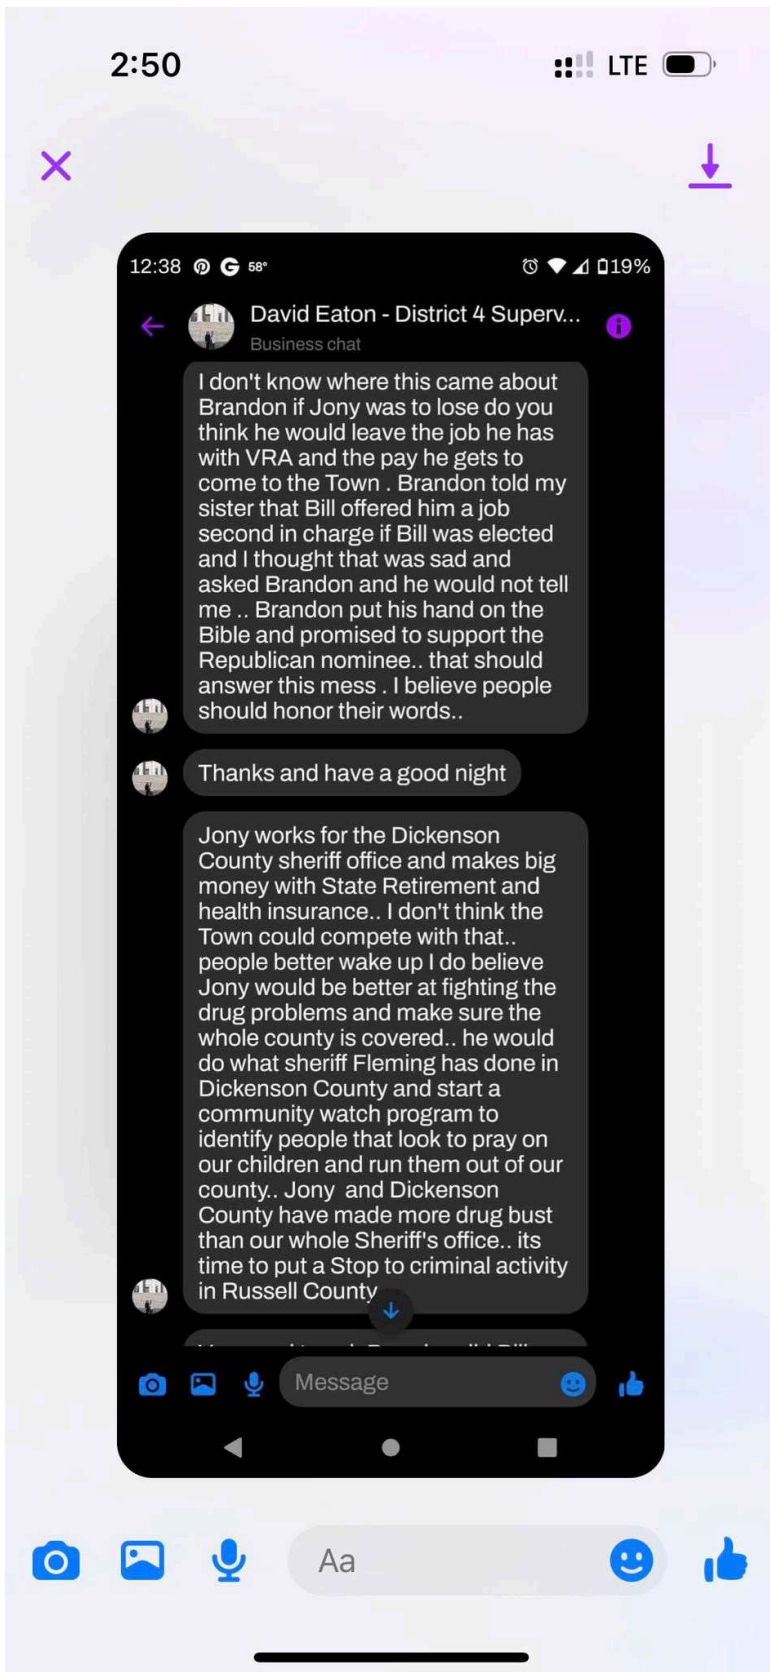 2:50
LTE
12:38 58° 19%
David Eaton - District 4 Superv...
Business chat
I don't know where this came about
Brandon if Jony was to lose do you
think he would leave the job he has
with VRA and the pay he gets to
come to the Town . Brandon told my
sister that Bill offered him a job
second in charge if Bill was elected
and I thought that was sad and
asked Brandon and he would not tell
me .. Brandon put his hand on the
Bible and promised to support the
Republican nominee.. that should
answer this mess . I believe people
should honor their words..
Thanks and have a good night
Jony works for the Dickenson
County sheriff office and makes big
money with State Retirement and
health insurance.. I don't think the
Town could compete with that..
people better wake up I do believe
Jony would be better at fighting the
drug problems and make sure the
whole county is covered.. he would
do what sheriff Fleming has done in
Dickenson County and start a
community watch program to
identify people that look to pray on
our children and run them out of our
county.. Jony and Dickenson
County have made more drug bust
than our whole Sheriff's office.. its
time to put a Stop to criminal activity
in Russell County
Message
Aa